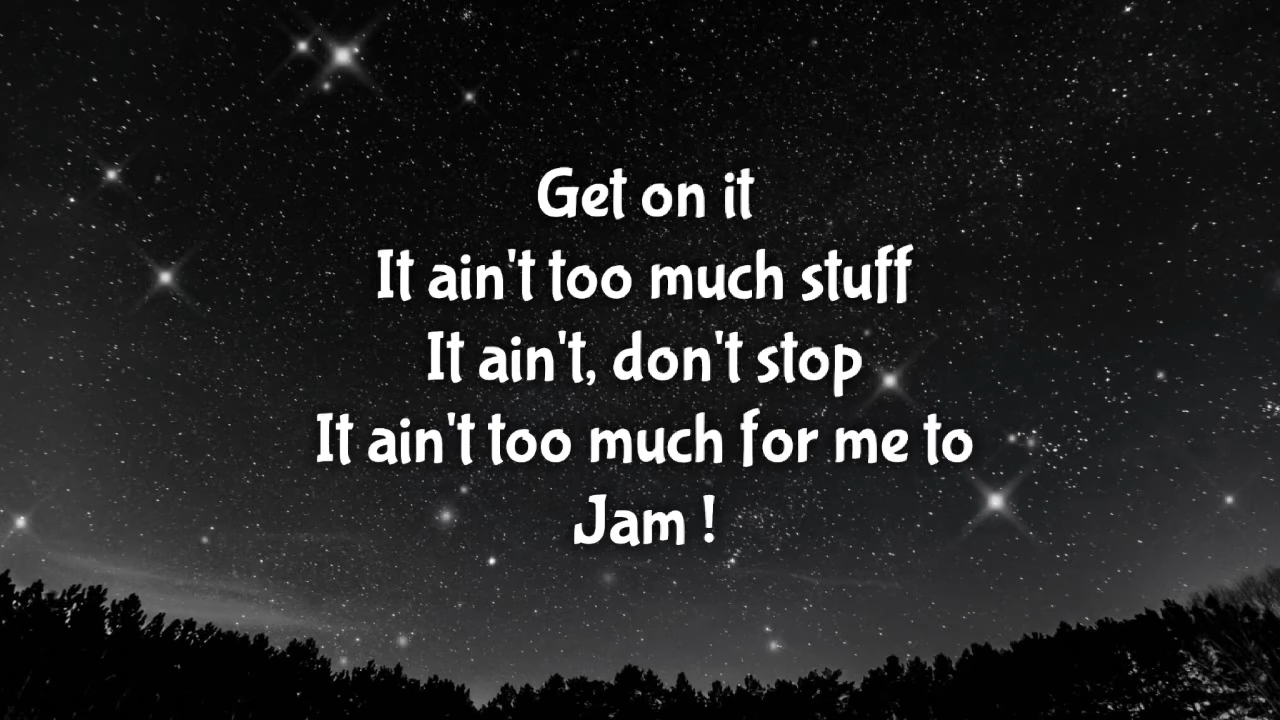 Get on it
It ain't too much stuff
It ain't, don't stop
It ain't too much for me to
Jam !